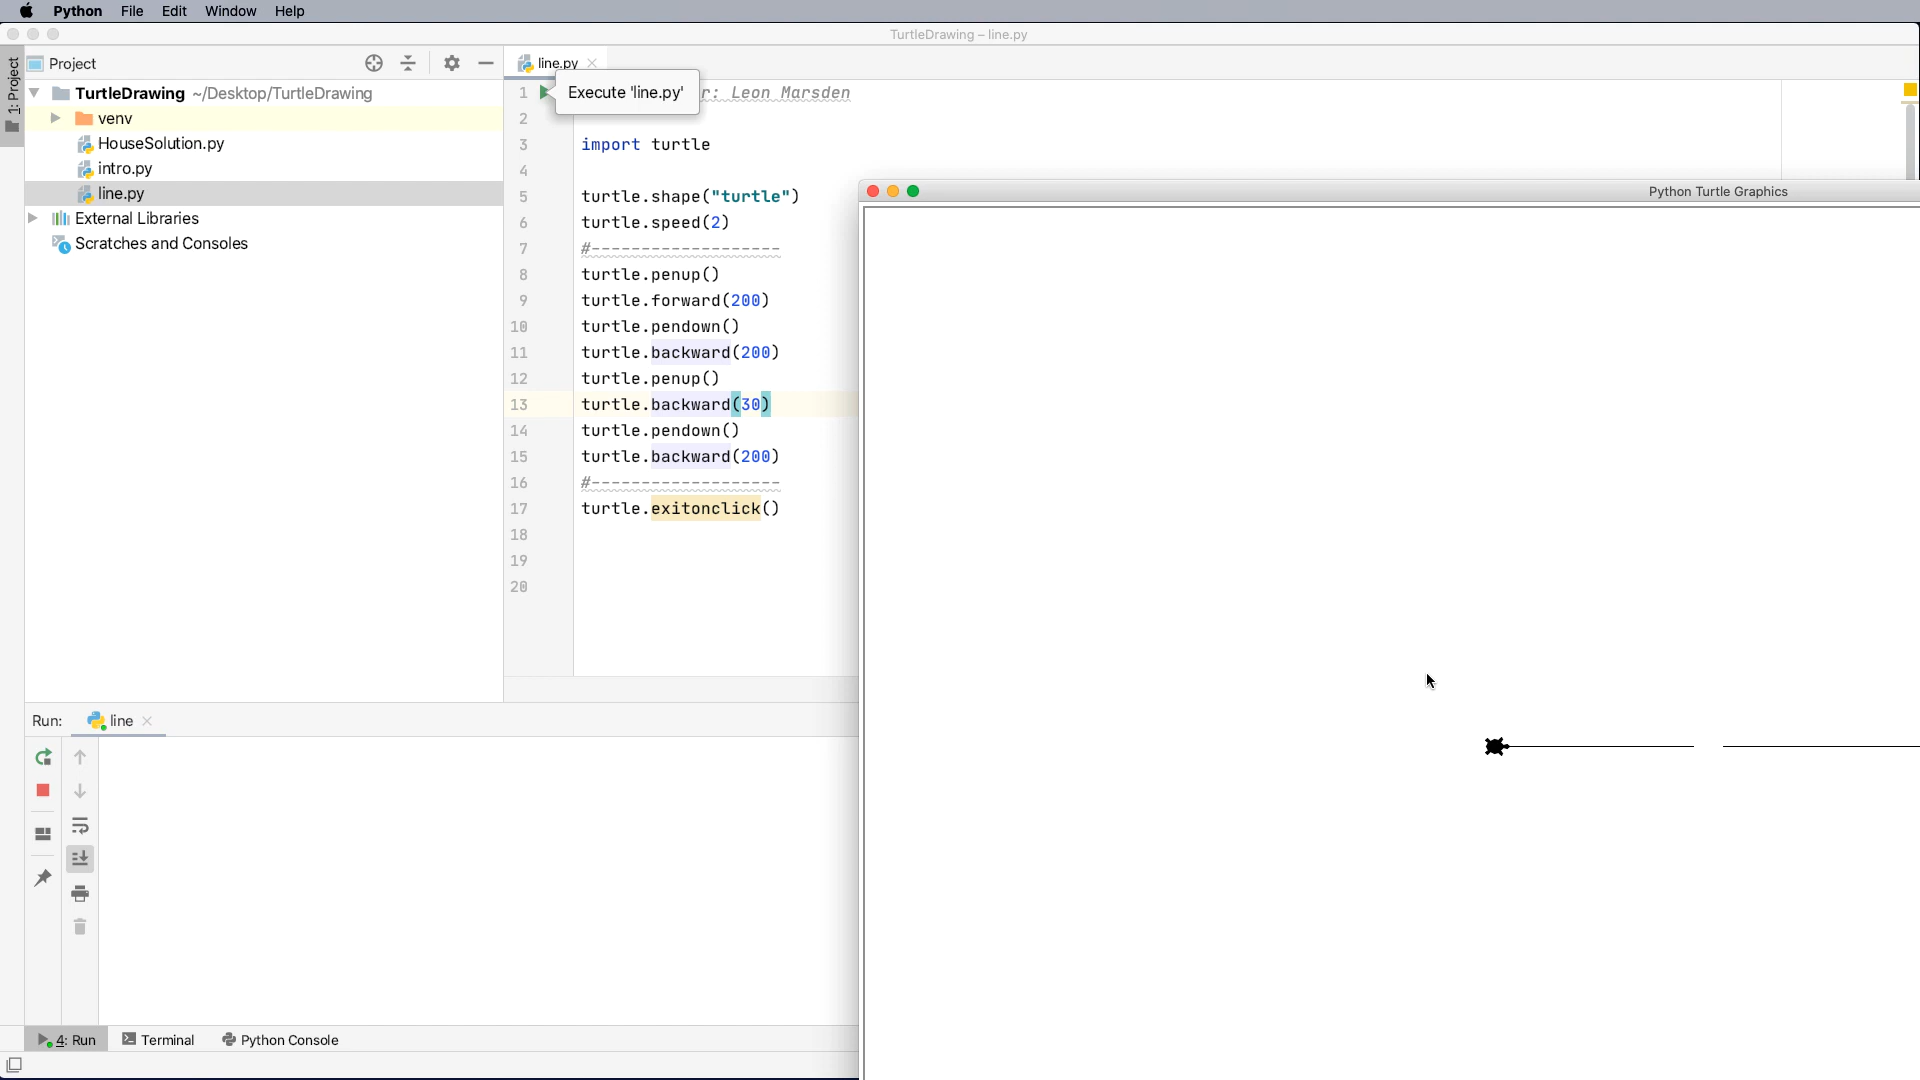 Python File Edit Window Help
TurtleDrawing – line.py
1: Project
Project
TurtleDrawing ~/Desktop/TurtleDrawing
venv
HouseSolution.py
intro.py
line.py
External Libraries
Scratches and Consoles
line.py
Execute 'line.py'
1 r: Leon Marsden
2
3 import turtle
4
5 turtle.shape("turtle")
6 turtle.speed(2)
7 #-------------------
8 turtle.penup()
9 turtle.forward(200)
10 turtle.pendown()
11 turtle.backward(200)
12 turtle.penup()
13 turtle.backward(30)
14 turtle.pendown()
15 turtle.backward(200)
16 #-------------------
17 turtle.exitonclick()
18
19
20
Python Turtle Graphics
Run: line
4: Run Terminal Python Console